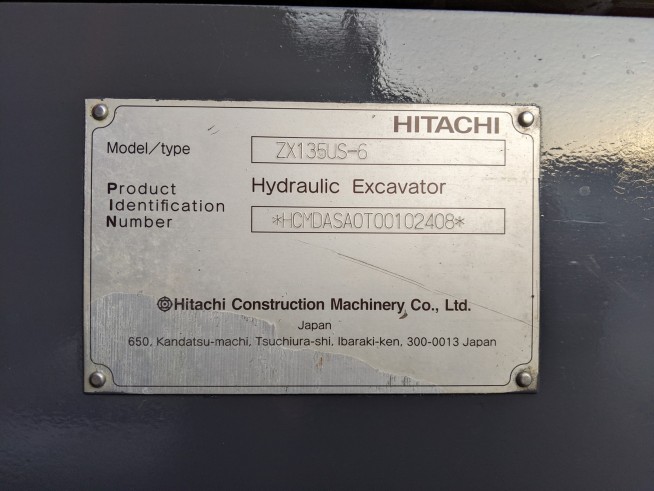 HITACHI
Model/type ZX135US-6
Product Identification Number Hydraulic Excavator
*HCMDASA0T00102408*
Hitachi Construction Machinery Co., Ltd.
Japan
650, Kandatsu-machi, Tsuchiura-shi, Ibaraki-ken, 300-0013 Japan